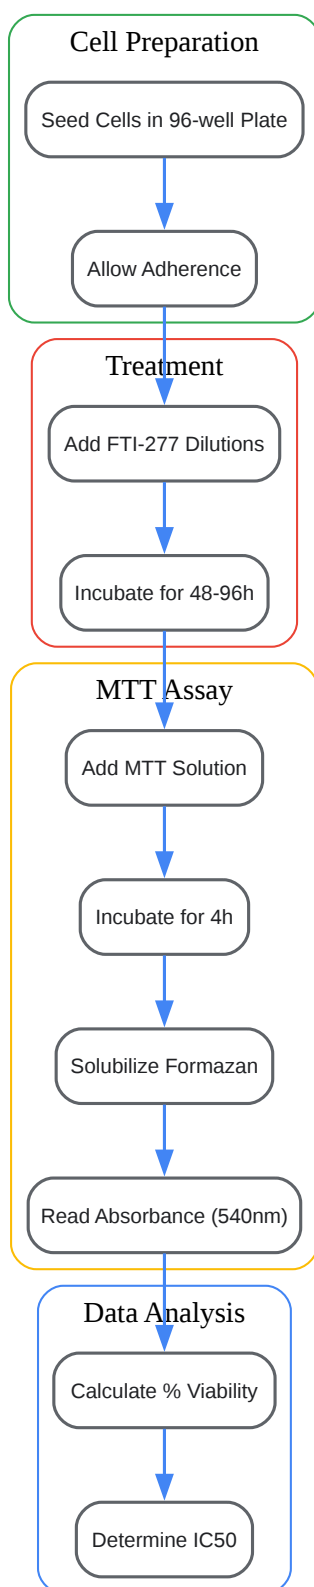 Cell Preparation
Seed Cells in 96-well Plate
Allow Adherence
Treatment
Add FTI-277 Dilutions
Incubate for 48-96h
MTT Assay
Add MTT Solution
Incubate for 4h
Solubilize Formazan
Read Absorbance (540nm)
Data Analysis
Calculate % Viability
Determine IC50